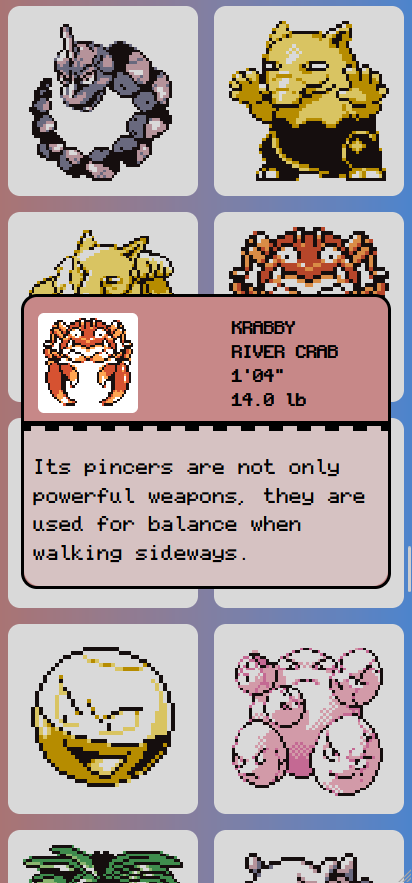 KRABBY
RIVER CRAB
1'04"
14.0 lb
Its pincers are not only
powerful weapons, they are
used for balance when
walking sideways.